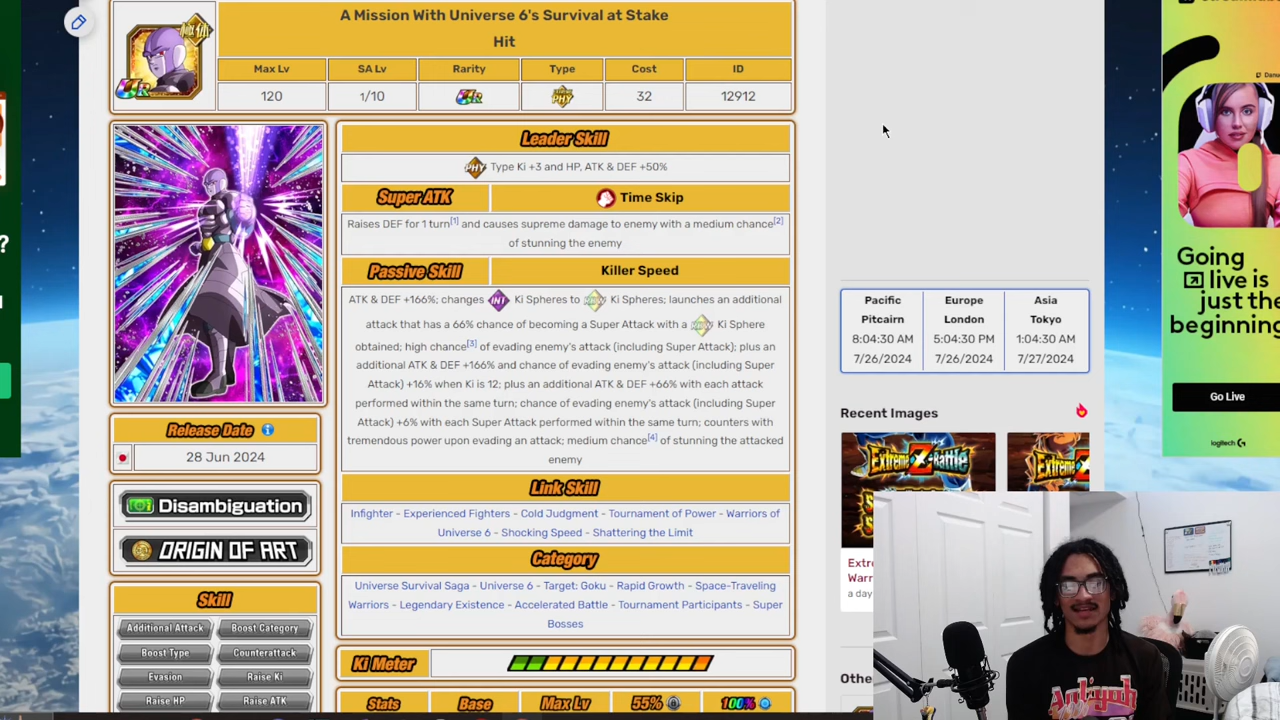 A Mission With Universe 6's Survival at Stake
Hit
Max Lv
SA Lv
Rarity
Type
Cost
ID
120
1/10
UR
PHY
32
12912
Leader Skill
PHY Type Ki +3 and HP, ATK & DEF +50%
Super ATK
Time Skip
Raises DEF for 1 turn[1] and causes supreme damage to enemy with a medium chance[2]
of stunning the enemy
Passive Skill
Killer Speed
ATK & DEF +166%; changes INT Ki Spheres to Ki Spheres; launches an additional
attack that has a 66% chance of becoming a Super Attack with a Ki Sphere
obtained; high chance[3] of evading enemy's attack (including Super Attack); plus an
additional ATK & DEF +166% and chance of evading enemy's attack (including Super
Attack) +16% when Ki is 12; plus an additional ATK & DEF +66% with each attack
performed within the same turn; chance of evading enemy's attack (including Super
Attack) +6% with each Super Attack performed within the same turn; counters with
tremendous power upon evading an attack; medium chance[4] of stunning the attacked
enemy
Link Skill
Infighter - Experienced Fighters - Cold Judgment - Tournament of Power - Warriors of
Universe 6 - Shocking Speed - Shattering the Limit
Category
Universe Survival Saga - Universe 6 - Target: Goku - Rapid Growth - Space-Traveling
Warriors - Legendary Existence - Accelerated Battle - Tournament Participants - Super
Bosses
Ki Meter
Stats
Base
Max Lv
55%
100%
Release Date
28 Jun 2024
Disambiguation
ORIGIN OF ART
Skill
Additional Attack
Boost Category
Boost Type
Counterattack
Evasion
Raise Ki
Raise HP
Raise ATK
?
Pacific
Pitcairn
8:04:30 AM
7/26/2024
Europe
London
5:04:30 PM
7/26/2024
Asia
Tokyo
1:04:30 AM
7/27/2024
Recent Images
Extreme Z-Battle
Extr
Warr
a day
Othe
Going
live is
just the
beginning
Go Live
logitech G
Aaliyah